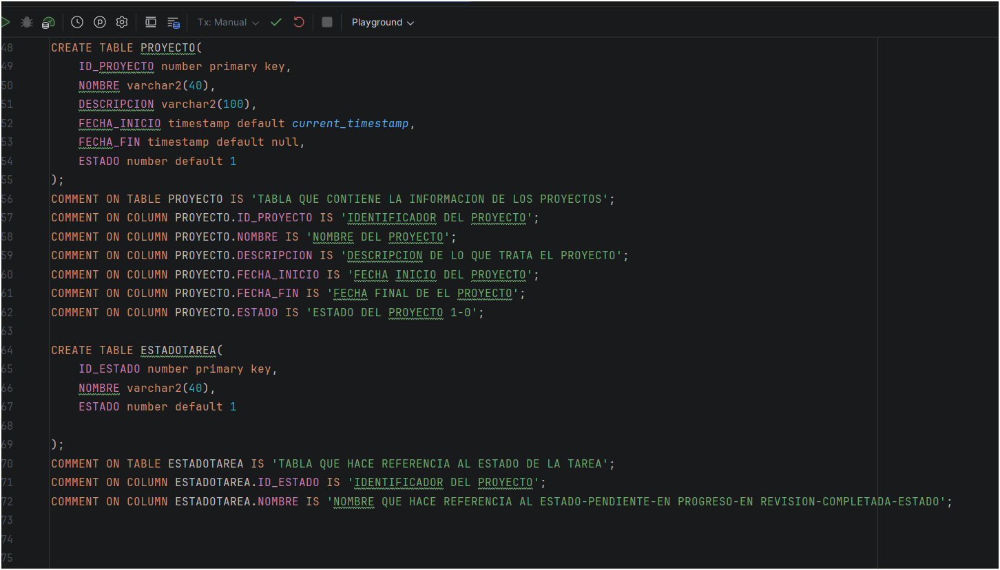 Tx: Manual Playground
48 CREATE TABLE PROYECTO(
49 ID_PROYECTO number primary key,
50 NOMBRE varchar2(40),
51 DESCRIPCION varchar2(100),
52 FECHA_INICIO timestamp default current_timestamp,
53 FECHA_FIN timestamp default null,
54 ESTADO number default 1
55 );
56 COMMENT ON TABLE PROYECTO IS 'TABLA QUE CONTIENE LA INFORMACION DE LOS PROYECTOS';
57 COMMENT ON COLUMN PROYECTO.ID_PROYECTO IS 'IDENTIFICADOR DEL PROYECTO';
58 COMMENT ON COLUMN PROYECTO.NOMBRE IS 'NOMBRE DEL PROYECTO';
59 COMMENT ON COLUMN PROYECTO.DESCRIPCION IS 'DESCRIPCION DE LO QUE TRATA EL PROYECTO';
60 COMMENT ON COLUMN PROYECTO.FECHA_INICIO IS 'FECHA INICIO DEL PROYECTO';
61 COMMENT ON COLUMN PROYECTO.FECHA_FIN IS 'FECHA FINAL DE EL PROYECTO';
62 COMMENT ON COLUMN PROYECTO.ESTADO IS 'ESTADO DEL PROYECTO 1-0';
63
64 CREATE TABLE ESTADOTAREA(
65 ID_ESTADO number primary key,
66 NOMBRE varchar2(40),
67 ESTADO number default 1
68
69 );
70 COMMENT ON TABLE ESTADOTAREA IS 'TABLA QUE HACE REFERENCIA AL ESTADO DE LA TAREA';
71 COMMENT ON COLUMN ESTADOTAREA.ID_ESTADO IS 'IDENTIFICADOR DEL PROYECTO';
72 COMMENT ON COLUMN ESTADOTAREA.NOMBRE IS 'NOMBRE QUE HACE REFERENCIA AL ESTADO-PENDIENTE-EN PROGRESO-EN REVISION-COMPLETADA-ESTADO';
73
74
75